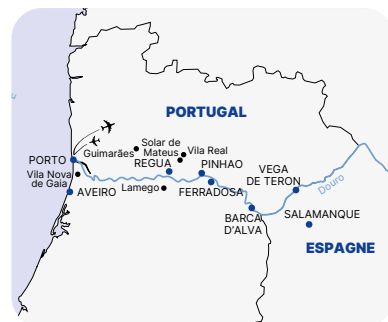 PORTUGAL
Solar de
Mateus
Guimarães
Vila Real
PORTO
REGUA
PINHAO
Vila Nova
de Gaia
VEGA
DE TERON
Douro
AVEIRO
Lamego
FERRADOSA
BARCA
D'ALVA
SALAMANQUE
ESPAGNE